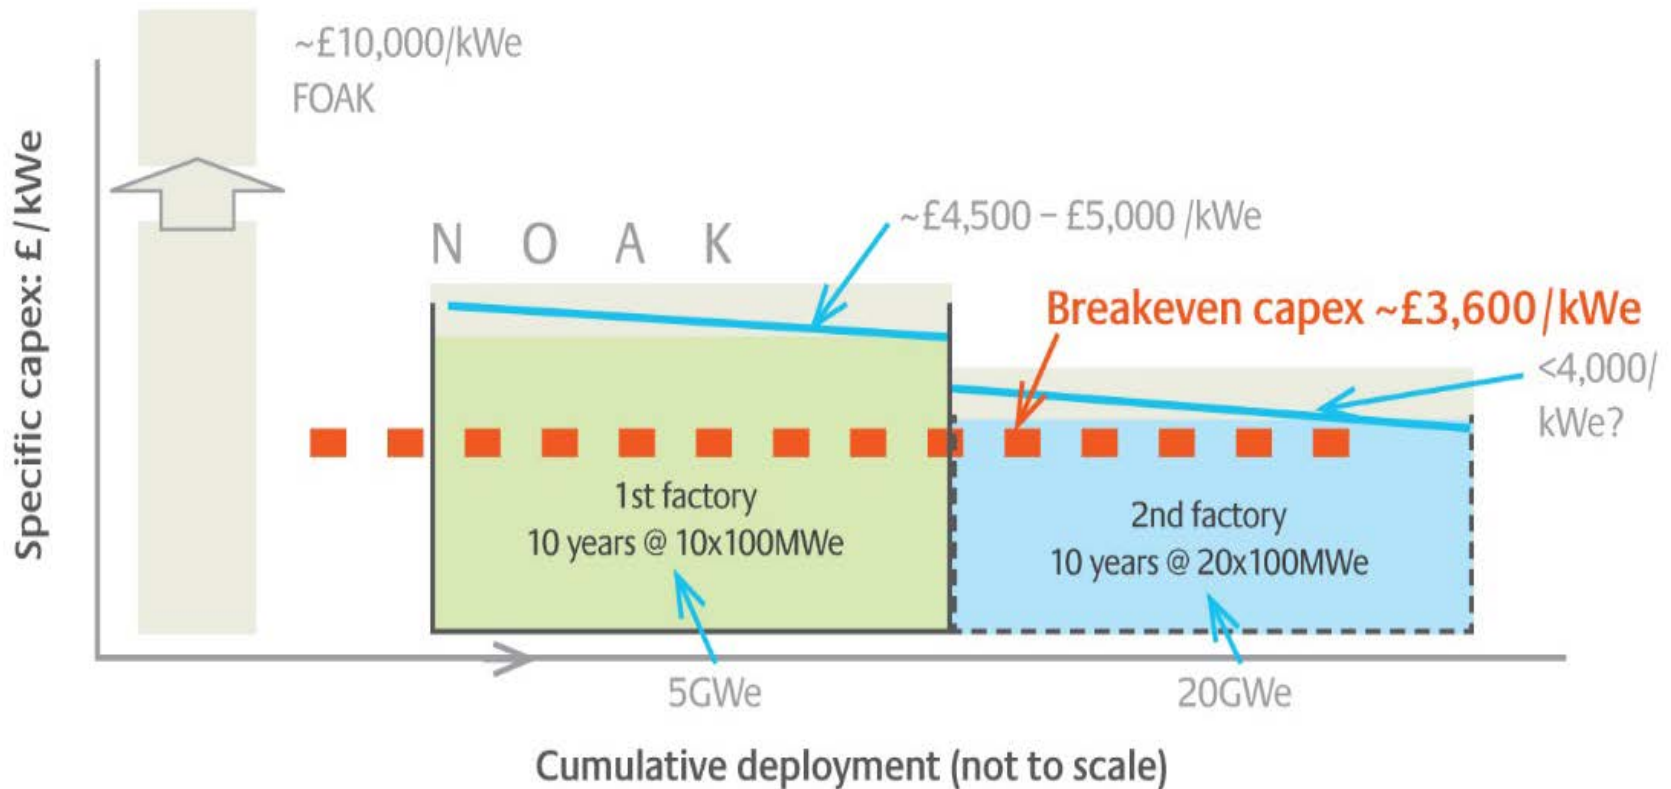 ~£10,000/kWe
FOAK
Specific capex: £/kWe
N O A K
~£4,500 – £5,000 /kWe
Breakeven capex ~£3,600/kWe
<4,000/
kWe?
1st factory
10 years @ 10x100MWe
2nd factory
10 years @ 20x100MWe
5GWe
20GWe
Cumulative deployment (not to scale)